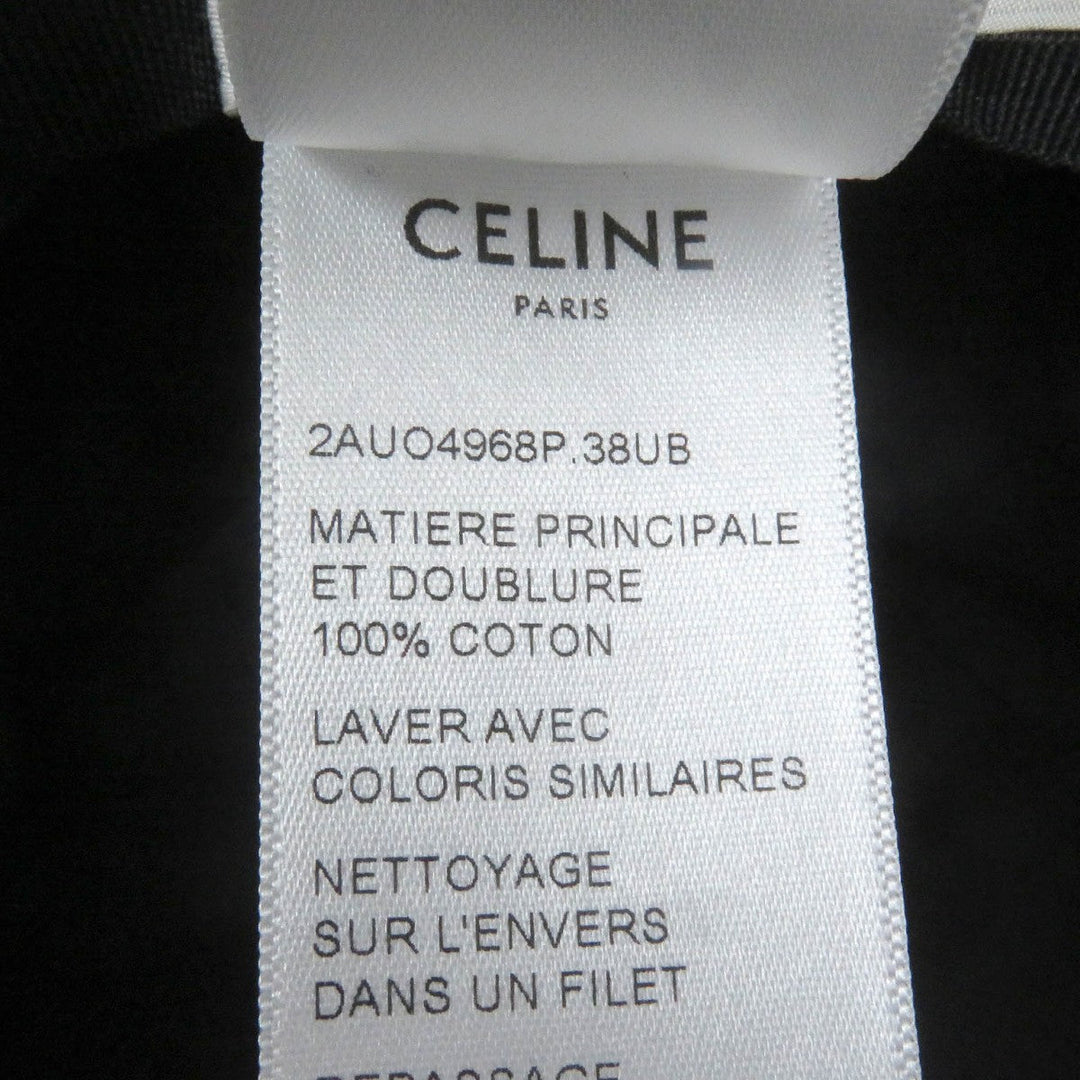 CELINE
PARIS
2AUO4968P.38UB
MATIERE PRINCIPALE
ET DOUBLURE
100% COTON
LAVER AVEC
COLORIS SIMILAIRES
NETTOYAGE
SUR L'ENVERS
DANS UN FILET
REPASSAGE